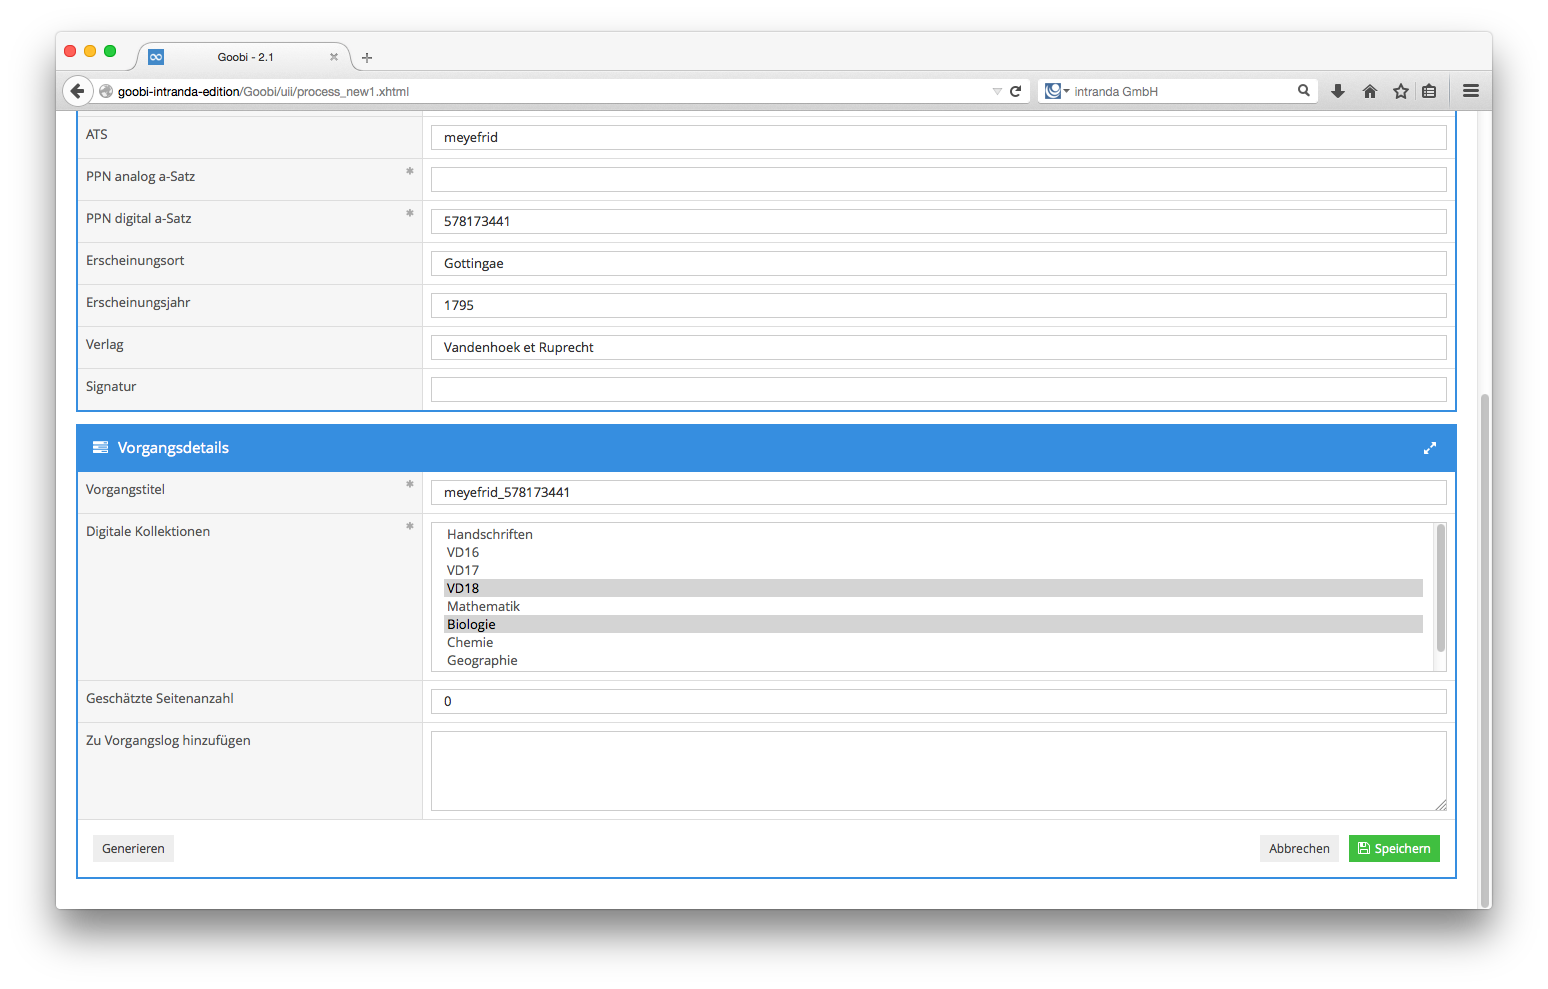 Goobi - 2.1
goobi-intranda-edition/Goobi/uii/process_new1.xhtml
intranda GmbH
ATS
meyefrid
PPN analog a-Satz *
PPN digital a-Satz *
578173441
Erscheinungsort
Gottingae
Erscheinungsjahr
1795
Verlag
Vandenhoek et Ruprecht
Signatur
Vorgangsdetails
Vorgangstitel *
meyefrid_578173441
Digitale Kollektionen *
Handschriften
VD16
VD17
VD18
Mathematik
Biologie
Chemie
Geographie
Geschätzte Seitenanzahl
0
Zu Vorgangslog hinzufügen
Generieren
Abbrechen
Speichern